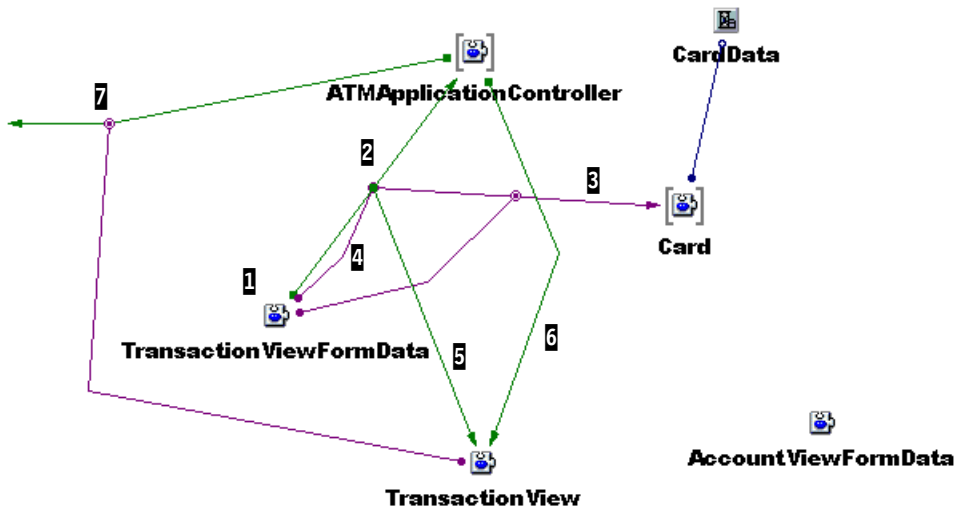 CardData
7
ATMApplicationController
2
3
Card
4
1
TransactionViewFormData
5
6
AccountViewFormData
TransactionView